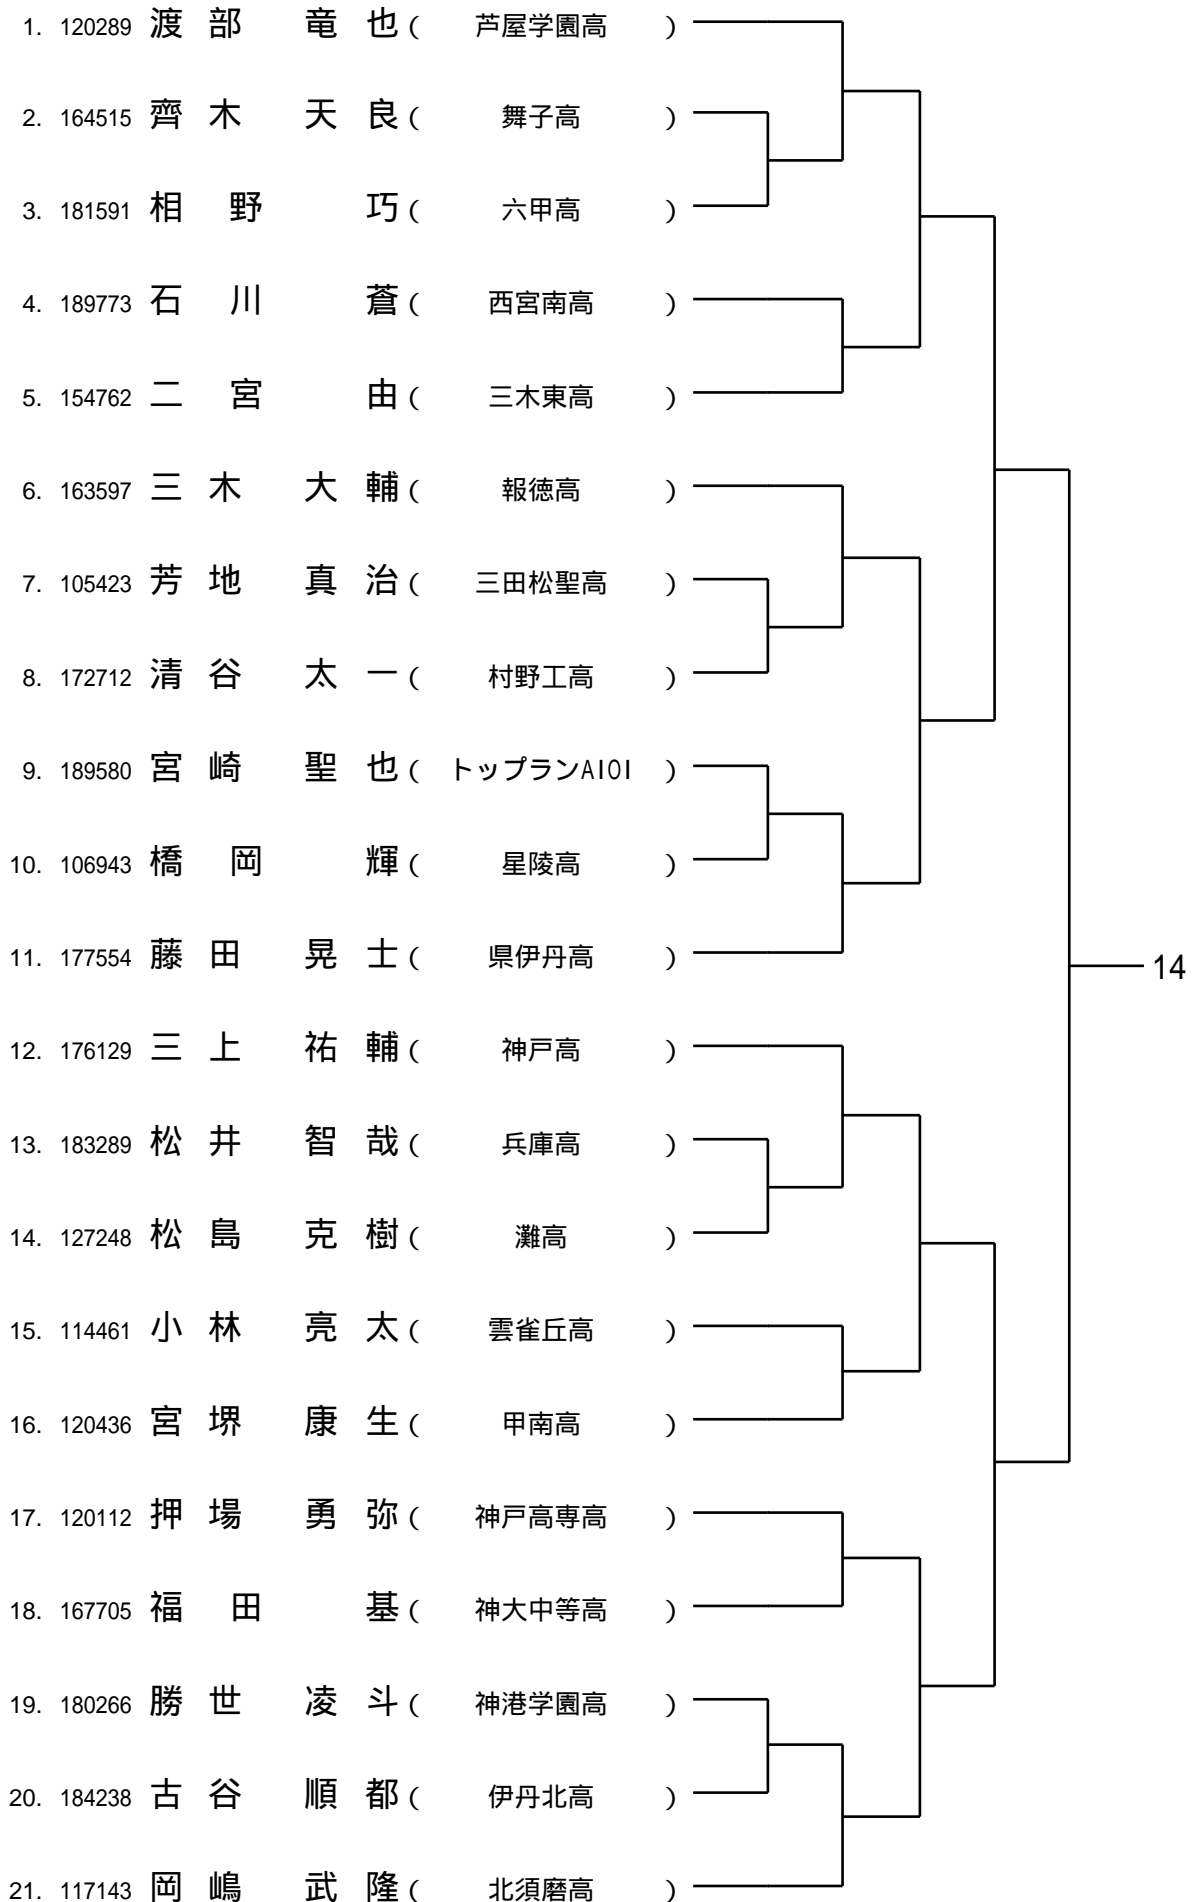 1. 120289 渡部 竜也 ( 芦屋学園高 )
2. 164515 齊木 天良 ( 舞子高 )
3. 181591 相野 巧 ( 六甲高 )
4. 189773 石川 蒼 ( 西宮南高 )
5. 154762 二宮 由 ( 三木東高 )
6. 163597 三木 大輔 ( 報徳高 )
7. 105423 芳地 真治 ( 三田松聖高 )
8. 172712 清谷 太一 ( 村野工高 )
9. 189580 宮崎 聖也 ( トップランAIOI )
10. 106943 橋岡 輝 ( 星陵高 )
11. 177554 藤田 晃士 ( 県伊丹高 )
14
12. 176129 三上 祐輔 ( 神戸高 )
13. 183289 松井 智哉 ( 兵庫高 )
14. 127248 松島 克樹 ( 灘高 )
15. 114461 小林 亮太 ( 雲雀丘高 )
16. 120436 宮堺 康生 ( 甲南高 )
17. 120112 押場 勇弥 ( 神戸高専高 )
18. 167705 福田 基 ( 神大中等高 )
19. 180266 勝世 凌斗 ( 神港学園高 )
20. 184238 古谷 順都 ( 伊丹北高 )
21. 117143 岡嶋 武隆 ( 北須磨高 )